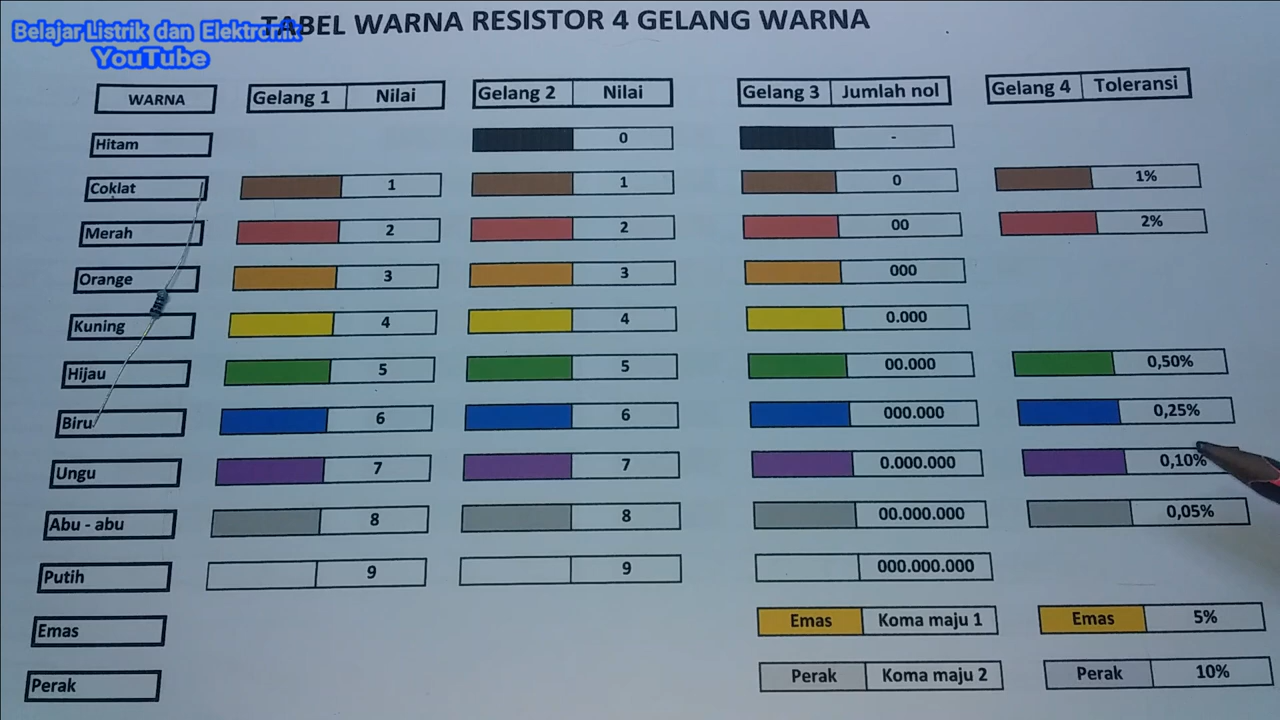 TABEL WARNA RESISTOR 4 GELANG WARNA
Belajar Listrik dan Elektronik
YouTube
WARNA Gelang 1 Nilai Gelang 2 Nilai Gelang 3 Jumlah nol Gelang 4 Toleransi
Hitam 0 -
Coklat 1 1 0 1%
Merah 2 2 00 2%
Orange 3 3 000
Kuning 4 4 0.000
Hijau 5 5 00.000 0,50%
Biru 6 6 000.000 0,25%
Ungu 7 7 0.000.000 0,10%
Abu - abu 8 8 00.000.000 0,05%
Putih 9 9 000.000.000
Emas Emas Koma maju 1 Emas 5%
Perak Perak Koma maju 2 Perak 10%